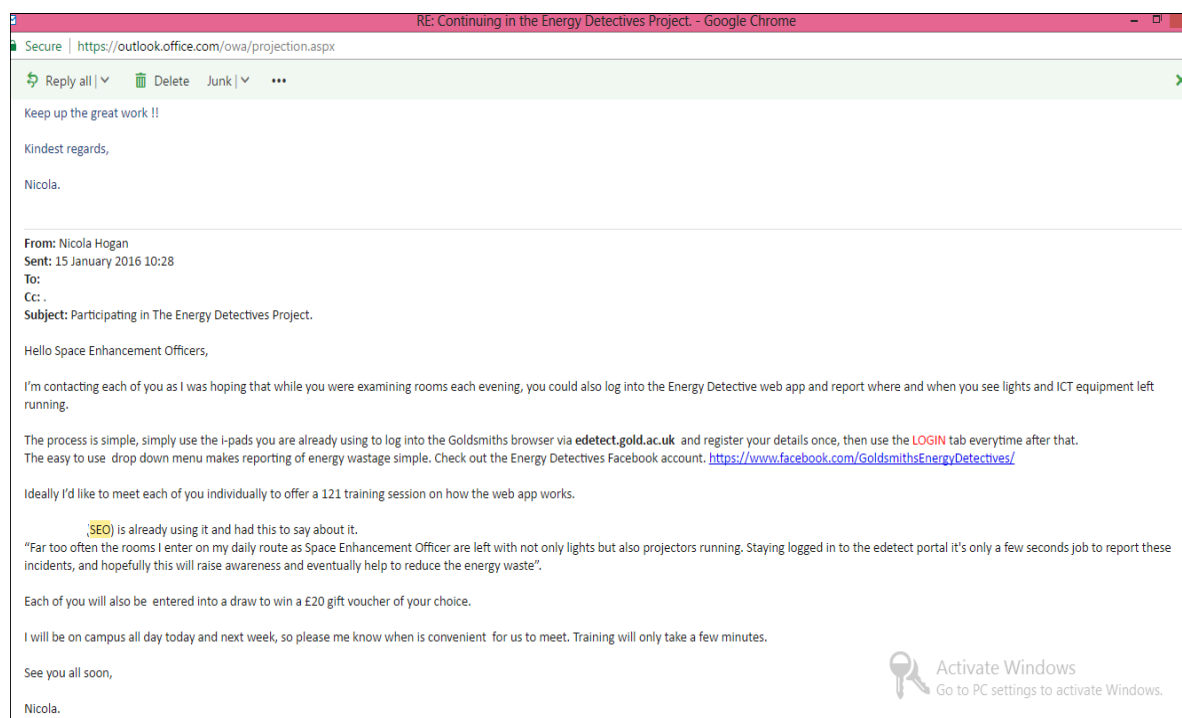 RE: Continuing in the Energy Detectives Project. - Google Chrome
Secure | https://outlook.office.com/owa/projection.aspx
Reply all | Delete Junk | •••
Keep up the great work !!
Kindest regards,
Nicola.
From: Nicola Hogan
Sent: 15 January 2016 10:28
To:
Cc: .
Subject: Participating in The Energy Detectives Project.
Hello Space Enhancement Officers,
I'm contacting each of you as I was hoping that while you were examining rooms each evening, you could also log into the Energy Detective web app and report where and when you see lights and ICT equipment left
running.
The process is simple, simply use the i-pads you are already using to log into the Goldsmiths browser via edetect.gold.ac.uk and register your details once, then use the LOGIN tab everytime after that.
The easy to use drop down menu makes reporting of energy wastage simple. Check out the Energy Detectives Facebook account. https://www.facebook.com/GoldsmithsEnergyDetectives/
Ideally I'd like to meet each of you individually to offer a 121 training session on how the web app works.
(SEO) is already using it and had this to say about it.
"Far too often the rooms I enter on my daily route as Space Enhancement Officer are left with not only lights but also projectors running. Staying logged in to the edetect portal it's only a few seconds job to report these
incidents, and hopefully this will raise awareness and eventually help to reduce the energy waste".
Each of you will also be entered into a draw to win a £20 gift voucher of your choice.
I will be on campus all day today and next week, so please me know when is convenient for us to meet. Training will only take a few minutes.
See you all soon,
Nicola.
Activate Windows
Go to PC settings to activate Windows.